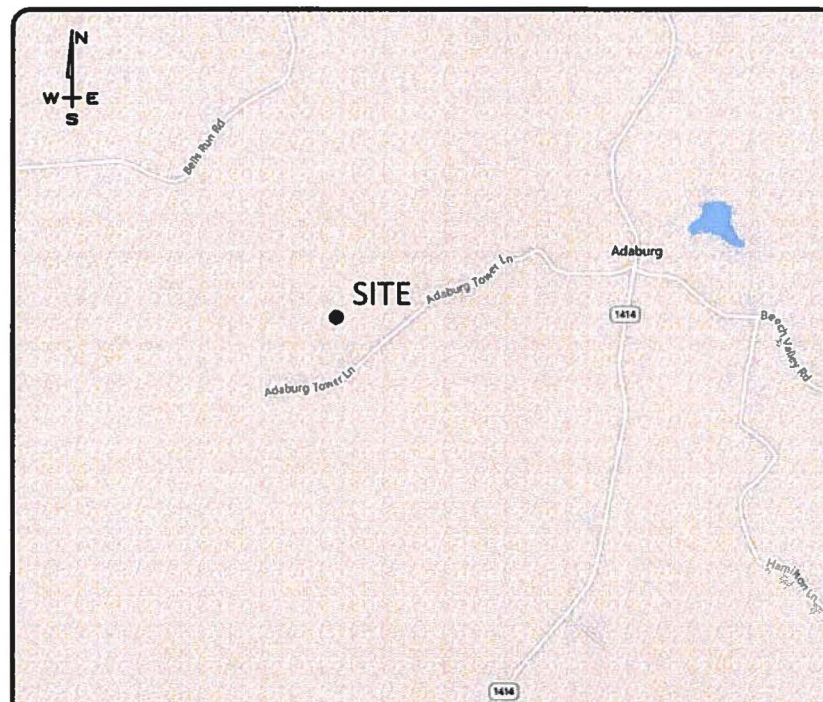 N
W E
S
Bells Run Rd
Adaburg
Adaburg Tower Ln
SITE
1414
Beech Valley Rd
Adaburg Tower Ln
Hamilton Ln
1414